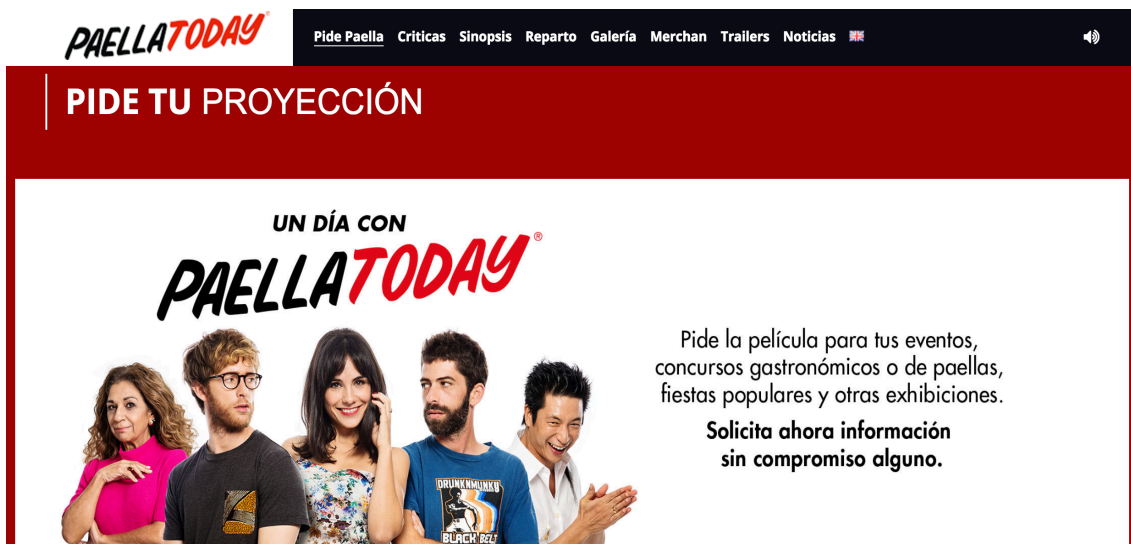 PAELLATODAY®
Pide Paella Criticas Sinopsis Reparto Galería Merchan Trailers Noticias
PIDE TU PROYECCIÓN
UN DÍA CON
PAELLATODAY®
Pide la película para tus eventos,
concursos gastronómicos o de paellas,
fiestas populares y otras exhibiciones.
Solicita ahora información
sin compromiso alguno.
DRUNKNMUNKY
BLACK BELT